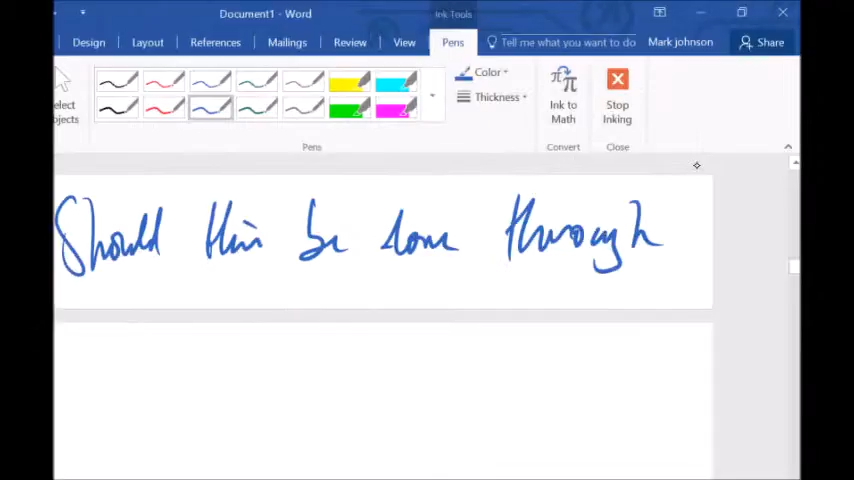 Document1 - Word
Ink Tools
Design Layout References Mailings Review View Pens Tell me what you want to do Mark johnson Share
elect
bjects
Color
Thickness
Ink to
Math
Stop
Inking
Pens
Convert
Close
Should this be done through